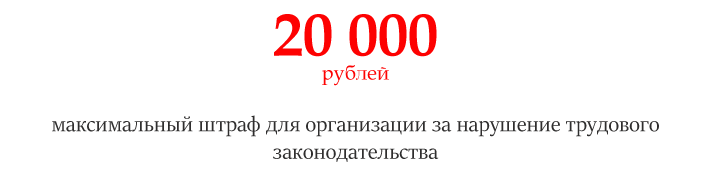 20 000
рублей
максимальный штраф для организации за нарушение трудового
законодательства